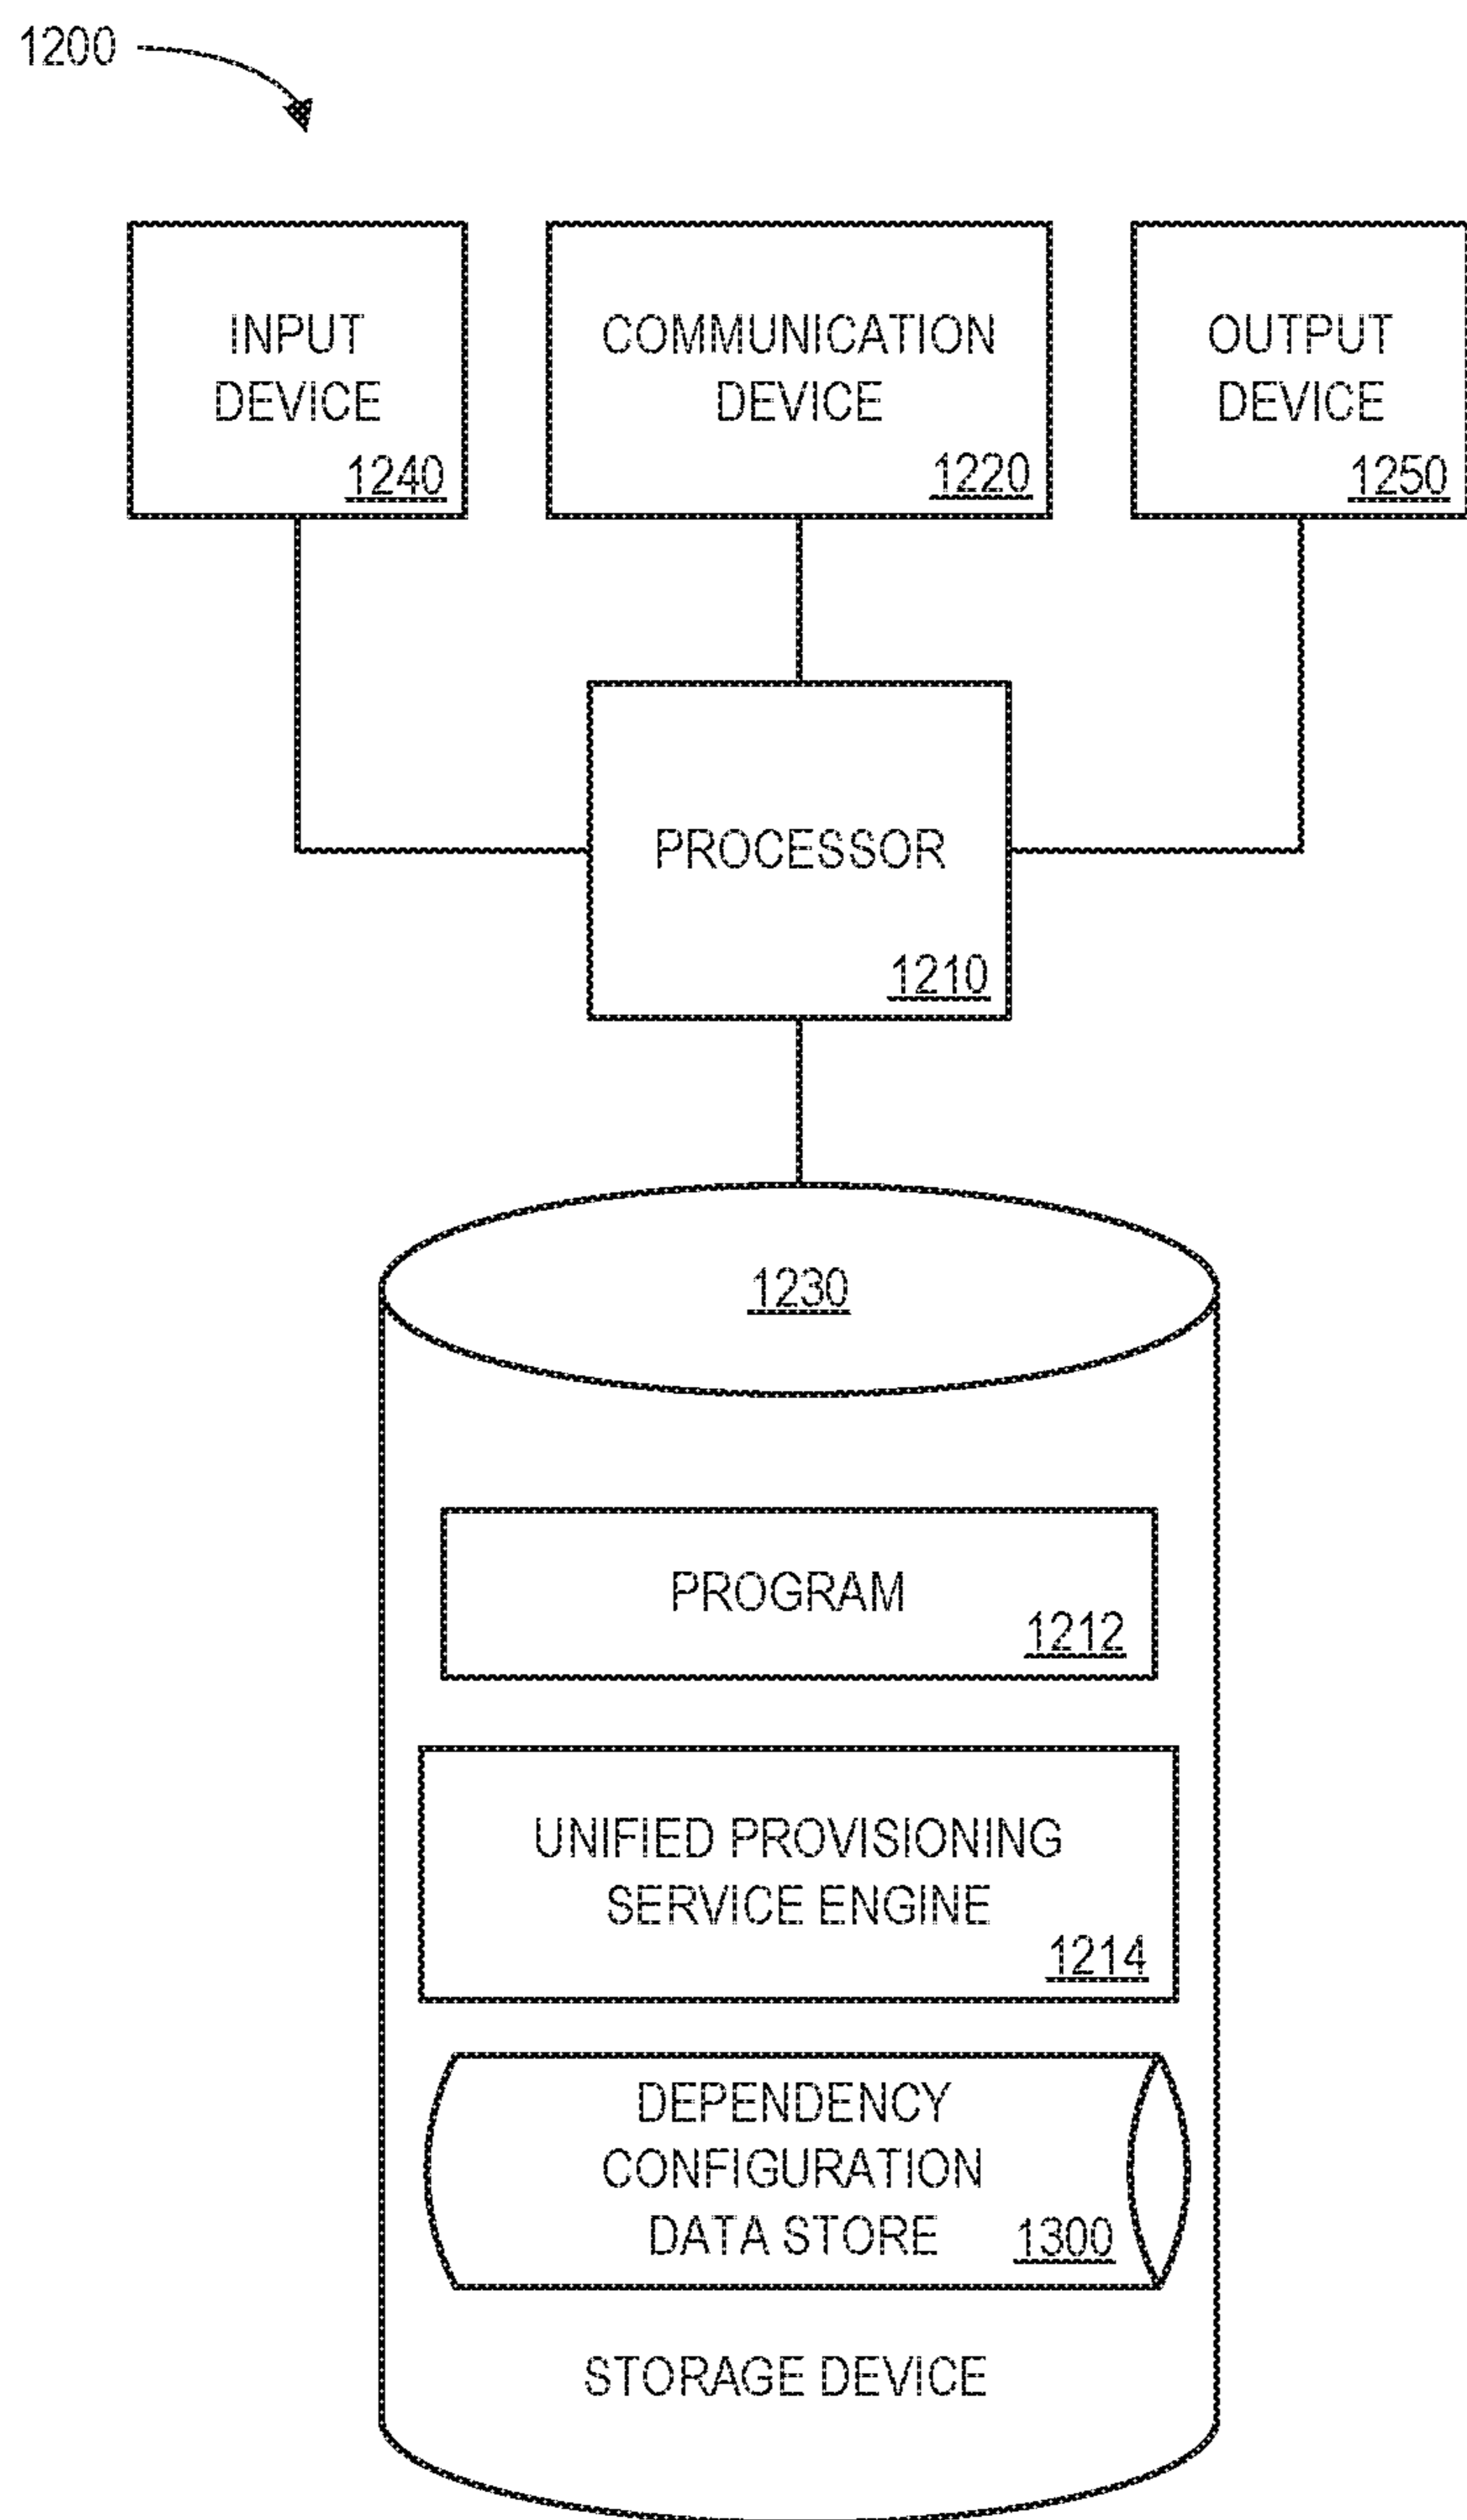 1200
INPUT
DEVICE
1240
COMMUNICATION
DEVICE
1220
OUTPUT
DEVICE
1250
PROCESSOR
1210
1230
PROGRAM
1212
UNIFIED PROVISIONING
SERVICE ENGINE
1214
DEPENDENCY
CONFIGURATION
DATA STORE
1300
STORAGE DEVICE